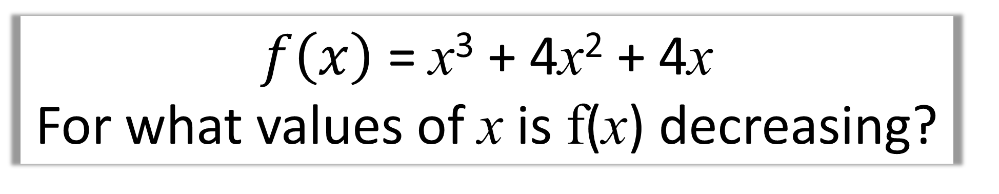 f(x) = x³ + 4x² + 4x
For what values of x is f(x) decreasing?